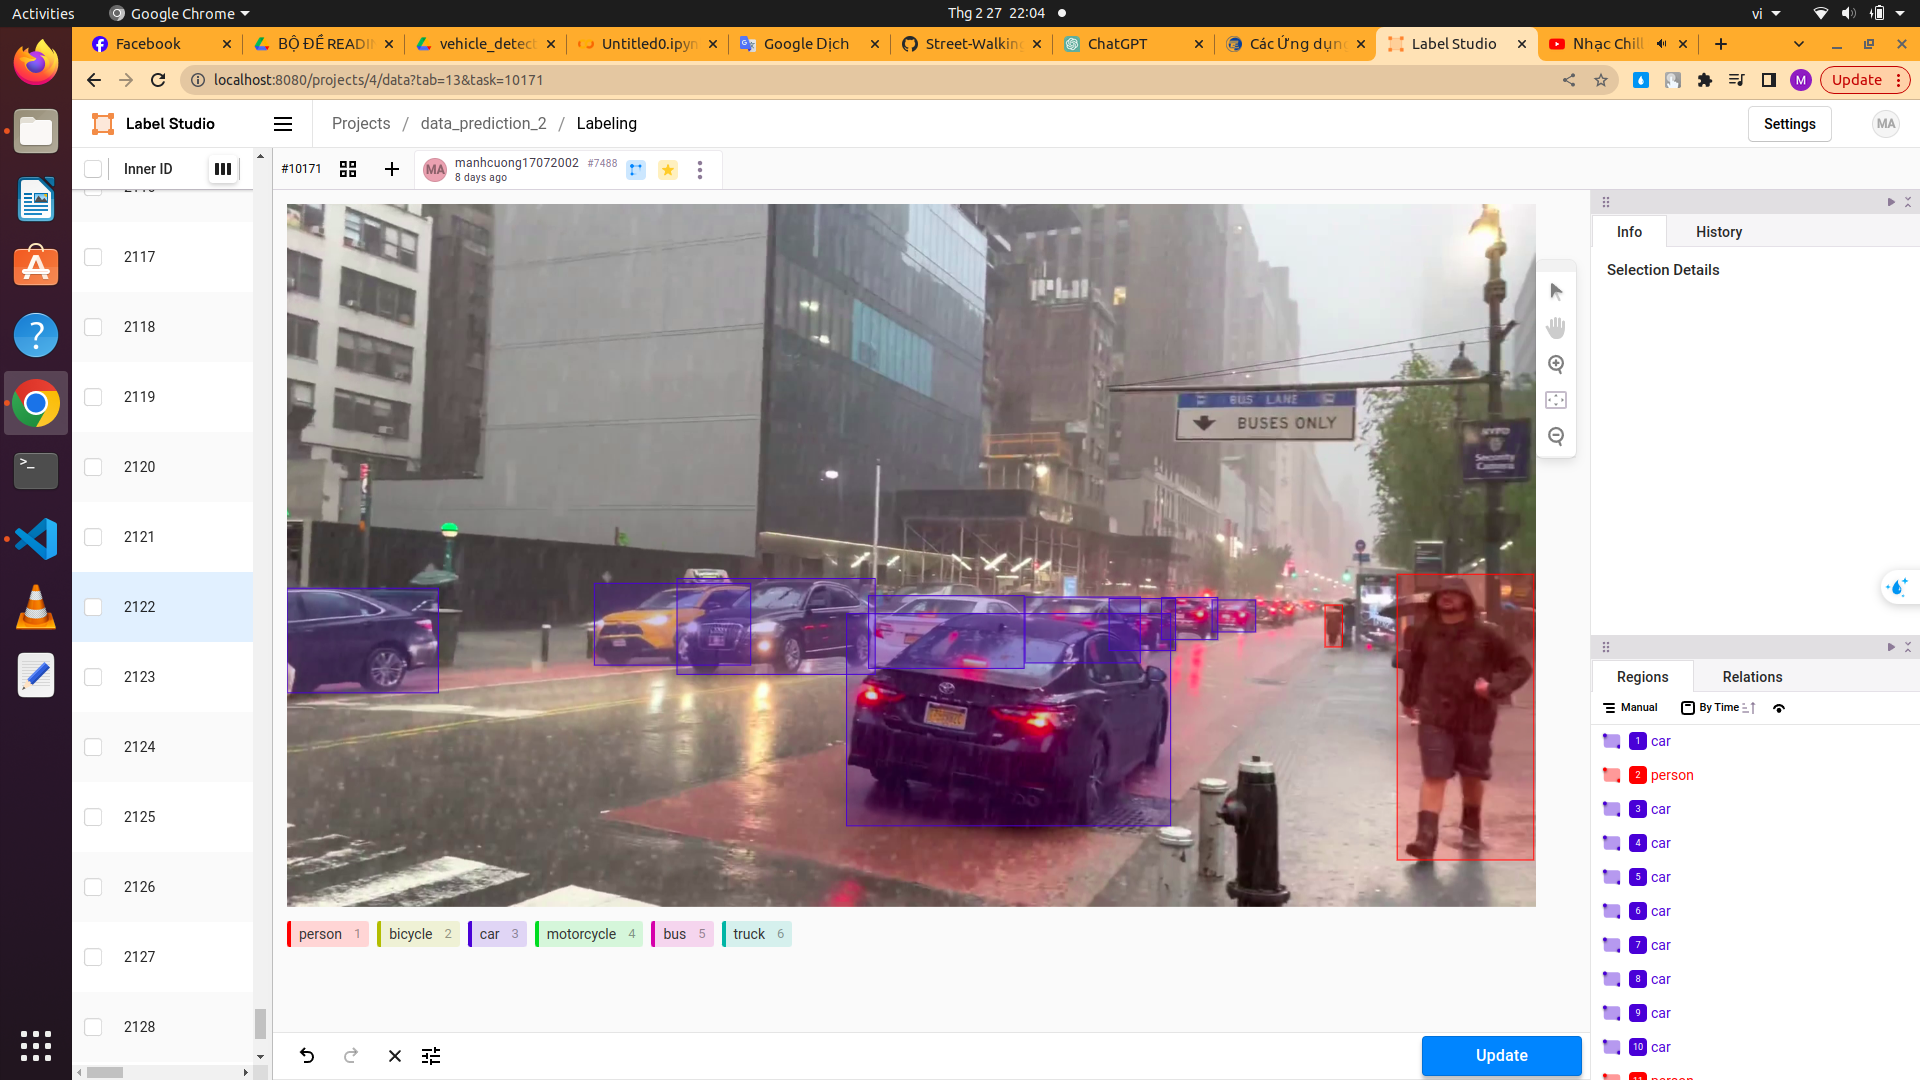 Activities
Google Chrome
Thg 2 27 22:04
vi
Facebook
BỘ ĐỀ READI
vehicle_detect
Untitled0.ipyn
Google Dịch
Street-Walking
ChatGPT
Các Ứng dụng
Label Studio
Nhạc Chill
localhost:8080/projects/4/data?tab=13&task=10171
M
Update
Label Studio
Projects / data_prediction_2 / Labeling
Settings
MA
Inner ID
#10171
MA
manhcuong17072002 #7488
8 days ago
2117
2118
2119
2120
2121
2122
2123
2124
2125
2126
2127
2128
BUS LANE
BUSES ONLY
NYPD
Security
Camera
person 1
bicycle 2
car 3
motorcycle 4
bus 5
truck 6
Update
Info
History
Selection Details
Regions
Relations
Manual
By Time
1 car
2 person
3 car
4 car
5 car
6 car
7 car
8 car
9 car
10 car